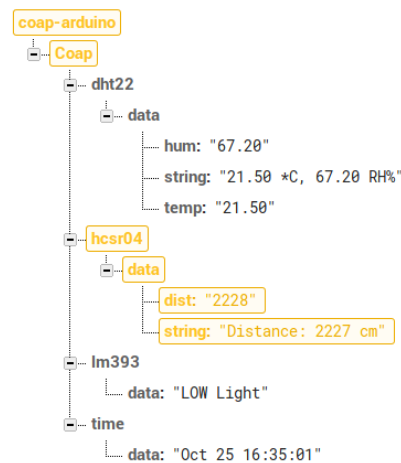 coap-arduino
Coap
dht22
data
hum: "67.20"
string: "21.50 *C, 67.20 RH%"
temp: "21.50"
hcsr04
data
dist: "2228"
string: "Distance: 2227 cm"
lm393
data: "LOW Light"
time
data: "Oct 25 16:35:01"